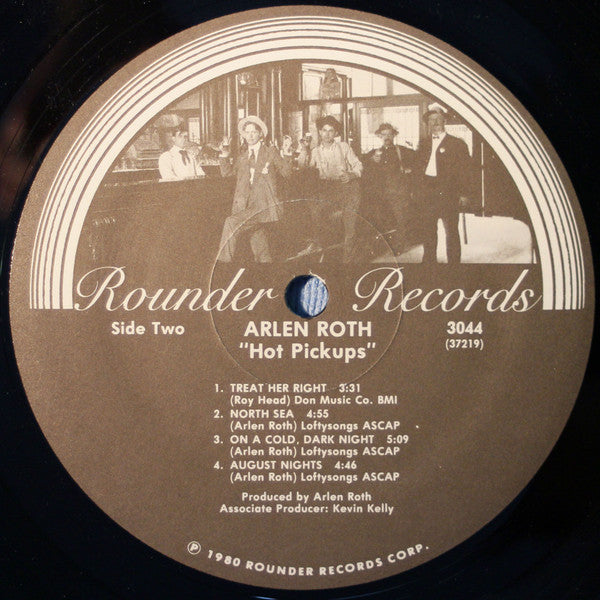 Rounder Records
Side Two
ARLEN ROTH
3044
"Hot Pickups"
(37219)
1. TREAT HER RIGHT 3:31
(Roy Head) Don Music Co. BMI
2. NORTH SEA 4:55
(Arlen Roth) Loftysongs ASCAP
3. ON A COLD, DARK NIGHT 5:09
(Arlen Roth) Loftysongs ASCAP
4. AUGUST NIGHTS 4:46
(Arlen Roth) Loftysongs ASCAP
Produced by Arlen Roth
Associate Producer: Kevin Kelly
℗ 1980 ROUNDER RECORDS CORP.